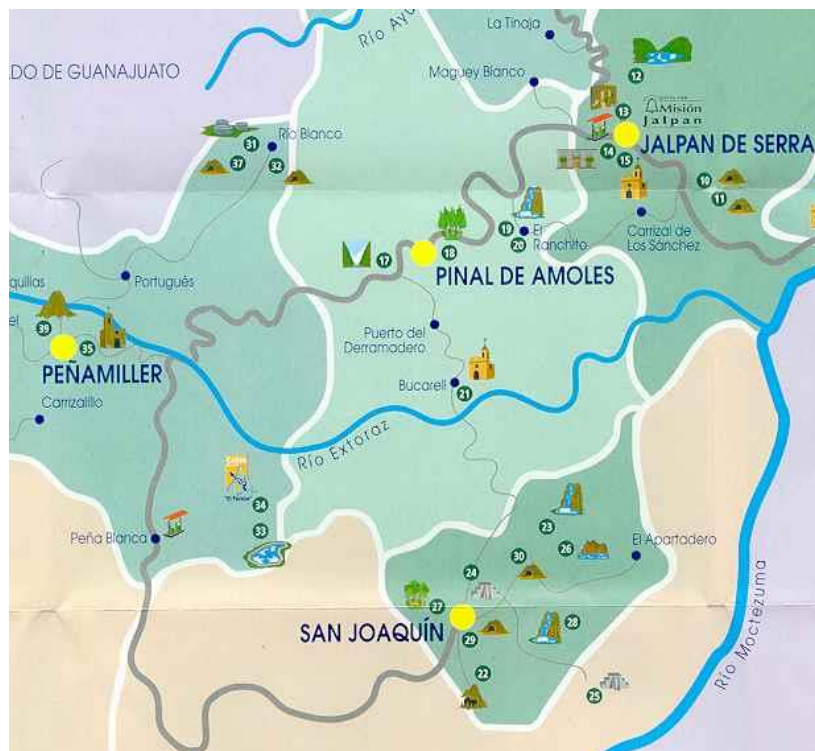 Río Ayu
La Tinaja
DO DE GUANAJUATO
Maguey Blanco
12
13
Misión
Jalpan
JALPAN DE SERRA
31
Río Blanco
37
32
14
15
10
11
19
El
Ranchito
20
Carrizal de
Los Sánchez
17
18
PINAL DE AMOLES
quillas
Portugués
39
el
35
PEÑAMILLER
Puerto del
Derramadero
Bucareli
21
Carrizalillo
Río Extoraz
34
33
23
26
El Apartadero
Peña Blanca
30
24
27
SAN JOAQUÍN
28
29
22
25
Río Moctezuma